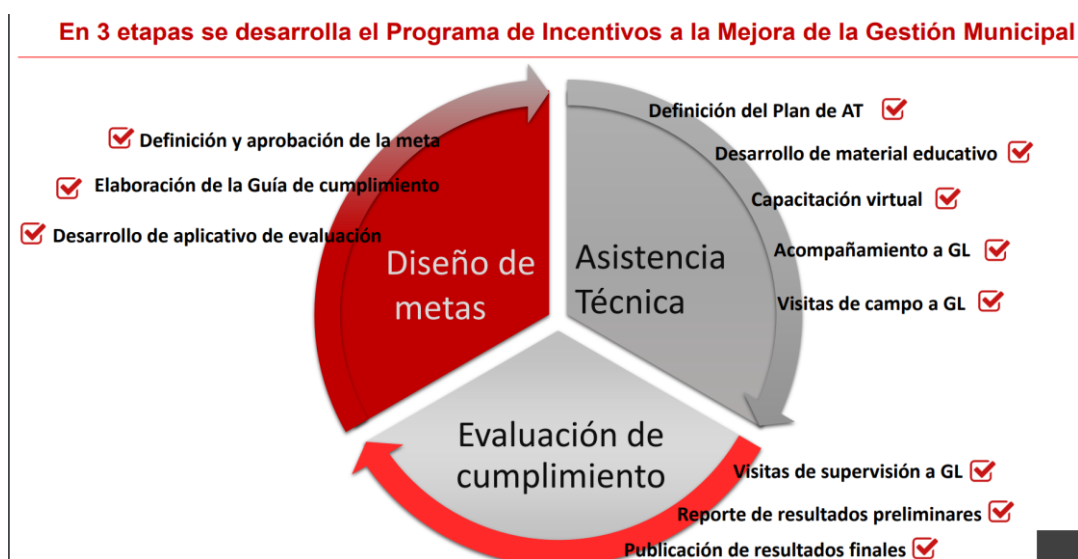 En 3 etapas se desarrolla el Programa de Incentivos a la Mejora de la Gestión Municipal
Definición y aprobación de la meta
Elaboración de la Guía de cumplimiento
Desarrollo de aplicativo de evaluación
Diseño de
metas
Definición del Plan de AT
Desarrollo de material educativo
Capacitación virtual
Acompañamiento a GL
Visitas de campo a GL
Asistencia
Técnica
Evaluación de
cumplimiento
Visitas de supervisión a GL
Reporte de resultados preliminares
Publicación de resultados finales